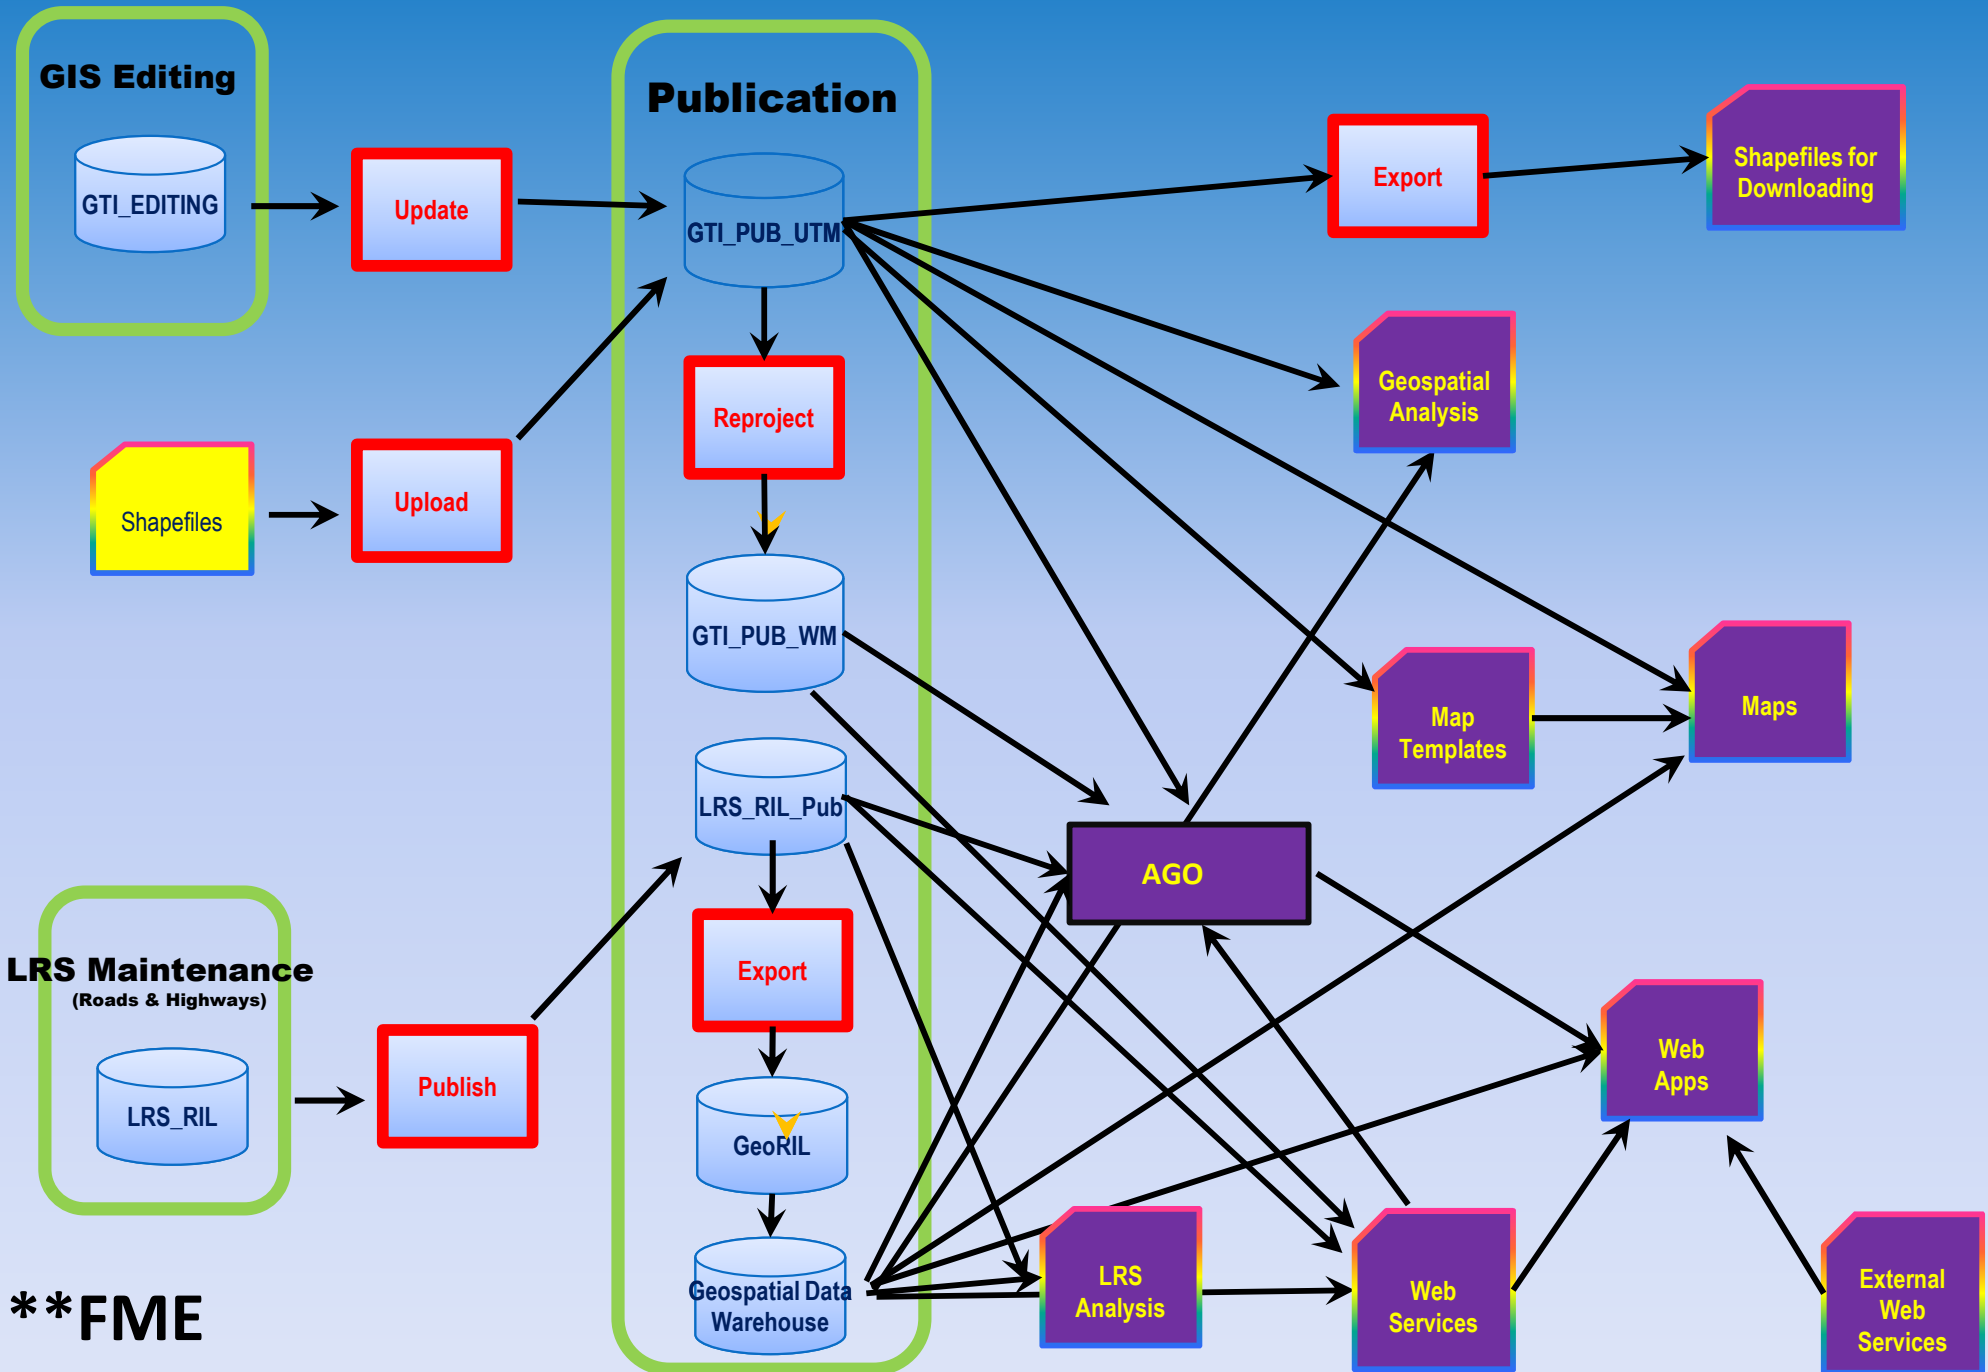 GIS Editing
GTI_EDITING
Update
Shapefiles
Upload
LRS Maintenance
(Roads & Highways)
LRS_RIL
Publish
**FME
Publication
GTI_PUB_UTM
Reproject
GTI_PUB_WM
LRS_RIL_Pub
Export
GeoRIL
Geospatial Data
Warehouse
Export
Shapefiles for
Downloading
Geospatial
Analysis
Map
Templates
Maps
AGO
Web
Apps
LRS
Analysis
Web
Services
External
Web
Services